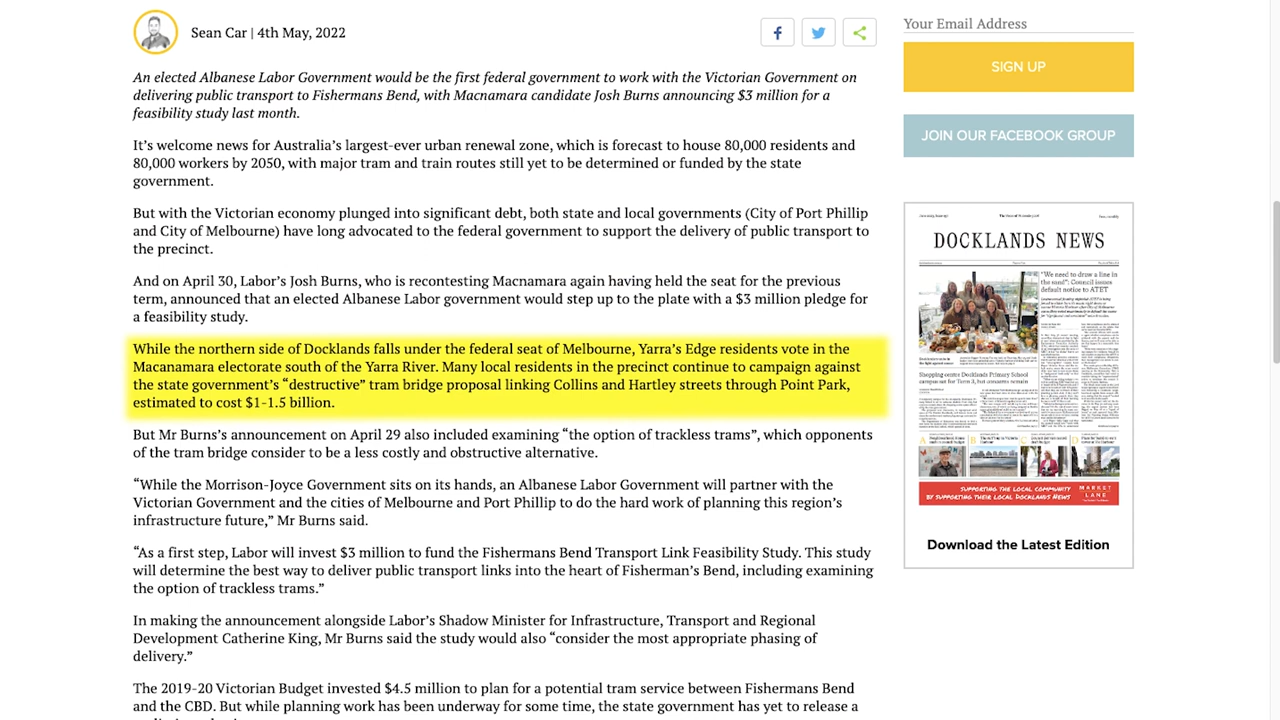 Sean Car | 4th May, 2022
An elected Albanese Labor Government would be the first federal government to work with the Victorian Government on
delivering public transport to Fishermans Bend, with Macnamara candidate Josh Burns announcing $3 million for a
feasibility study last month.
It’s welcome news for Australia’s largest-ever urban renewal zone, which is forecast to house 80,000 residents and
80,000 workers by 2050, with major tram and train routes still yet to be determined or funded by the state
government.
But with the Victorian economy plunged into significant debt, both state and local governments (City of Port Phillip
and City of Melbourne) have long advocated to the federal government to support the delivery of public transport to
the precinct.
And on April 30, Labor’s Josh Burns, who is recontesting Macnamara again having held the seat for the previous
term, announced that an elected Albanese Labor government would step up to the plate with a $3 million pledge for
a feasibility study.
While the northern side of Docklands falls under the federal seat of Melbourne, Yarra’s Edge residents vote in the
Macanamara electorate south of the Yarra River. Many local residents in the precinct continue to campaign against
the state government’s “destructive” tram bridge proposal linking Collins and Hartley streets through Point Park,
estimated to cost $1-1.5 billion.
But Mr Burns’s announcement on April 29 also included examining “the option of trackless trams”, which opponents
of the tram bridge consider to be a less costly and obstructive alternative.
“While the Morrison-Joyce Government sits on its hands, an Albanese Labor Government will partner with the
Victorian Government and the cities of Melbourne and Port Phillip to do the hard work of planning this region’s
infrastructure future,” Mr Burns said.
“As a first step, Labor will invest $3 million to fund the Fishermans Bend Transport Link Feasibility Study. This study
will determine the best way to deliver public transport links into the heart of Fisherman’s Bend, including examining
the option of trackless trams.”
In making the announcement alongside Labor’s Shadow Minister for Infrastructure, Transport and Regional
Development Catherine King, Mr Burns said the study would also “consider the most appropriate phasing of
delivery.”
The 2019-20 Victorian Budget invested $4.5 million to plan for a potential tram service between Fishermans Bend
and the CBD. But while planning work has been underway for some time, the state government has yet to release a
Your Email Address
SIGN UP
JOIN OUR FACEBOOK GROUP
DOCKLANDS NEWS
“We need to draw a line in
the sand”: Council issues
default notice to ATET
Shepping centre Docklands Primary School
campus set for Term 3, but concerns remain
SUPPORTING THE LOCAL COMMUNITY
BY SUPPORTING THEIR LOCAL DOCKLANDS NEWS
MARKET
LANE
Download the Latest Edition